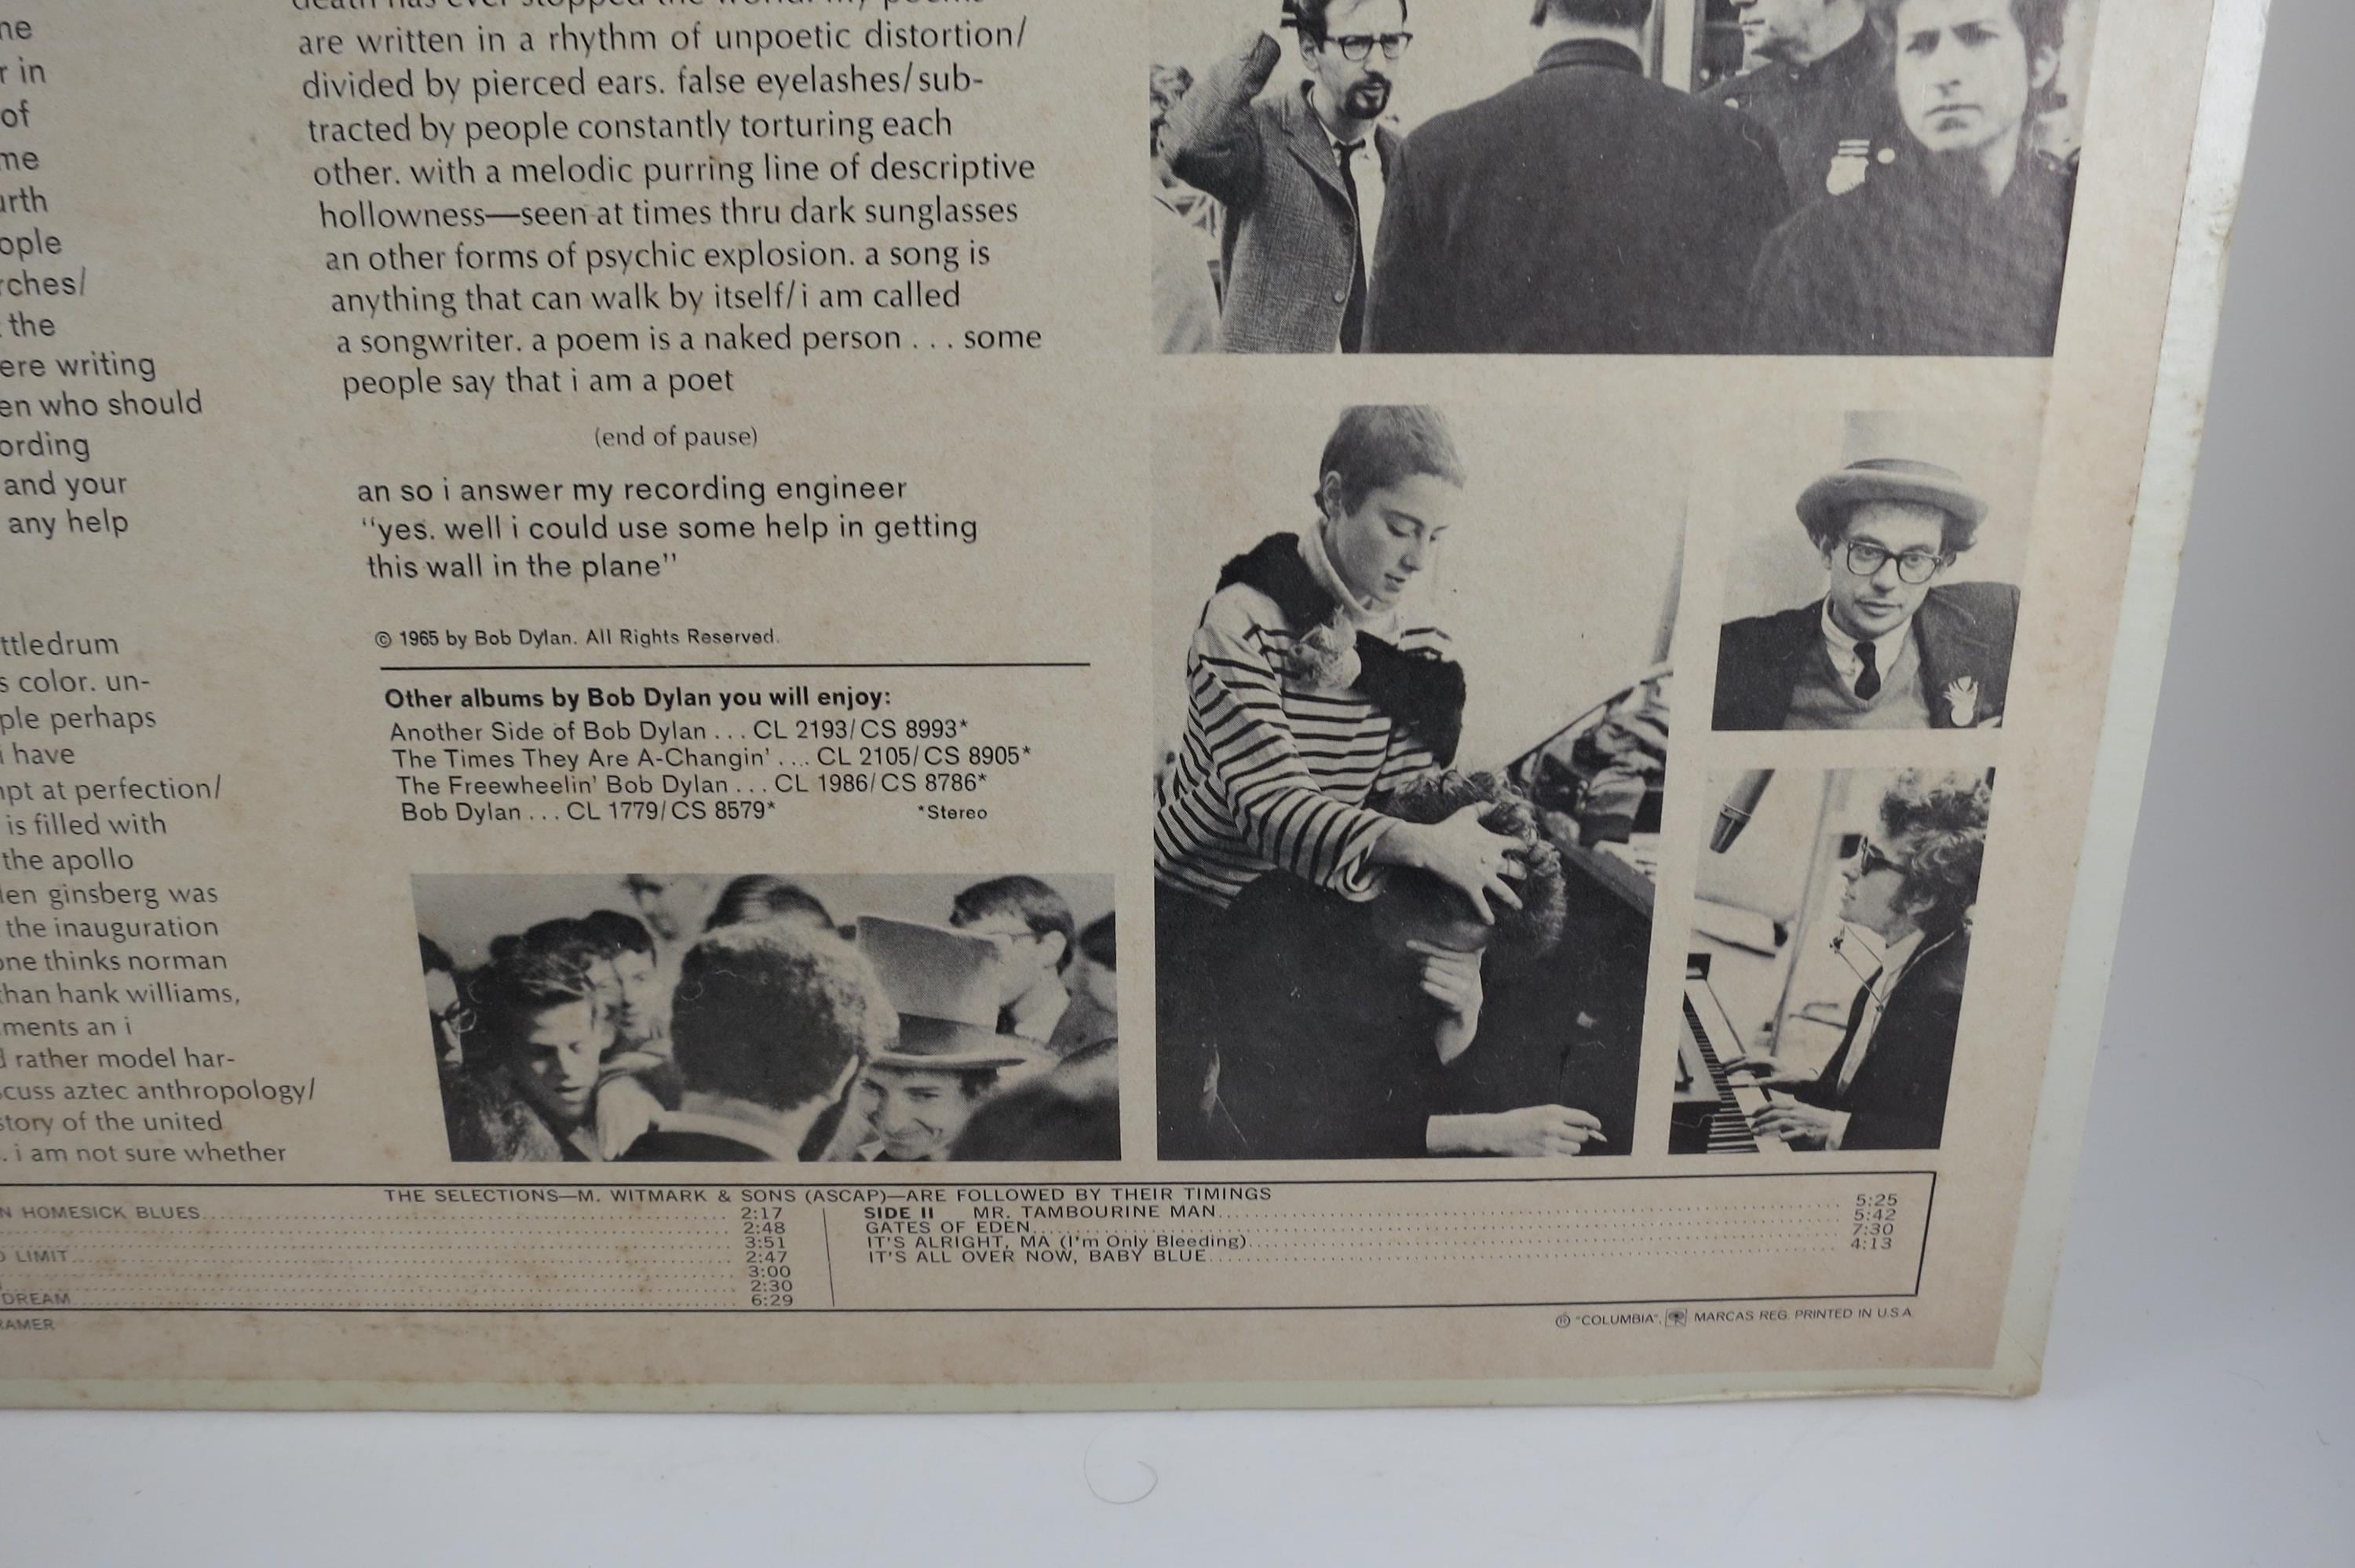 ne
r in
of
me
urth
ople
rches/
the
ere writing
en who should
ording
and your
any help
ttledrum
s color. un-
ple perhaps
i have
mpt at perfection/
is filled with
the apollo
len ginsberg was
the inauguration
one thinks norman
than hank williams,
ments an i
d rather model har-
scuss aztec anthropology/
story of the united
. i am not sure whether
death has ever stopped the world. my poems
are written in a rhythm of unpoetic distortion/
divided by pierced ears. false eyelashes/sub-
tracted by people constantly torturing each
other. with a melodic purring line of descriptive
hollowness—seen at times thru dark sunglasses
an other forms of psychic explosion. a song is
anything that can walk by itself/i am called
a songwriter. a poem is a naked person . . . some
people say that i am a poet
(end of pause)
an so i answer my recording engineer
"yes. well i could use some help in getting
this wall in the plane"
© 1965 by Bob Dylan. All Rights Reserved.
Other albums by Bob Dylan you will enjoy:
Another Side of Bob Dylan . . . CL 2193/CS 8993*
The Times They Are A-Changin' . . . CL 2105/CS 8905*
The Freewheelin' Bob Dylan . . . CL 1986/CS 8786*
Bob Dylan . . . CL 1779/CS 8579* *Stereo
THE SELECTIONS—M. WITMARK & SONS (ASCAP)—ARE FOLLOWED BY THEIR TIMINGS
N HOMESICK BLUES 2:17
2:48
3:51
O LIMIT 2:47
3:00
2:30
DREAM 6:29
RAMER
SIDE II MR. TAMBOURINE MAN 5:25
GATES OF EDEN 5:42
IT'S ALRIGHT, MA (I'm Only Bleeding) 7:30
IT'S ALL OVER NOW, BABY BLUE 4:13
® "COLUMBIA", MARCAS REG. PRINTED IN U.S.A.